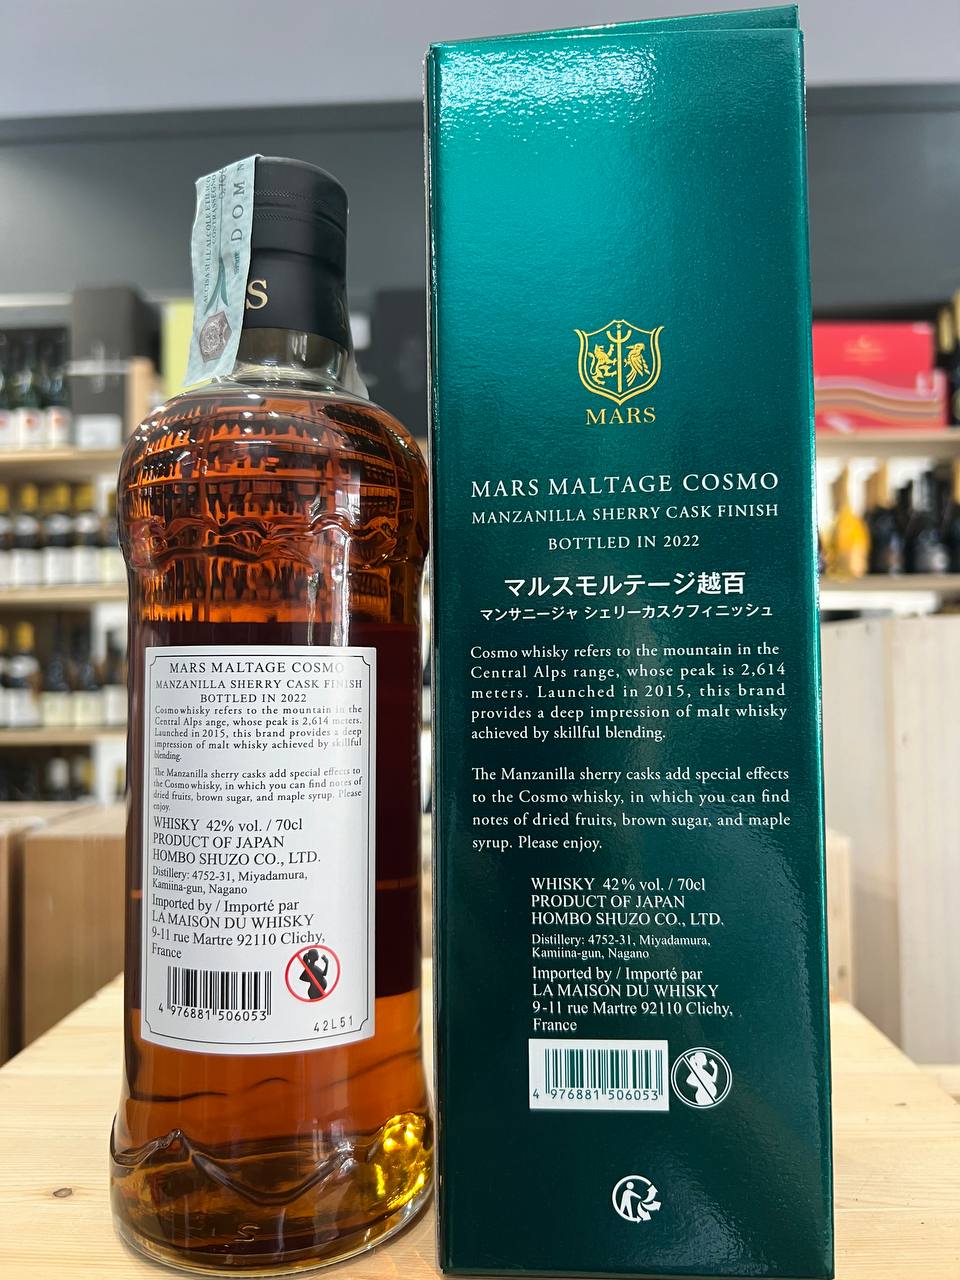 ACCISA SULL'ALCOLE ETILICO
CONTRASSEGNO
DOM
S
MARS MALTAGE COSMO
MANZANILLA SHERRY CASK FINISH
BOTTLED IN 2022
Cosmo whisky refers to the mountain in the
Central Alps ange, whose peak is 2,614 meters.
Launched in 2015, this brand provides a deep
impression of malt whisky achieved by skillful
blending.
The Manzanilla sherry casks add special effects to
the Cosmo whisky, in which you can find notes of
dried fruits, brown sugar, and maple syrup. Please
enjoy.
WHISKY 42% vol. / 70cl
PRODUCT OF JAPAN
HOMBO SHUZO CO., LTD.
Distillery: 4752-31, Miyadamura,
Kamiina-gun, Nagano
Imported by / Importé par
LA MAISON DU WHISKY
9-11 rue Martre 92110 Clichy,
France
4 976881 506053
42L51
S
MARS
MARS MALTAGE COSMO
MANZANILLA SHERRY CASK FINISH
BOTTLED IN 2022
マルスモルテージ越百
マンサニージャ シェリーカスクフィニッシュ
Cosmo whisky refers to the mountain in the
Central Alps range, whose peak is 2,614
meters. Launched in 2015, this brand
provides a deep impression of malt whisky
achieved by skillful blending.
The Manzanilla sherry casks add special effects
to the Cosmo whisky, in which you can find
notes of dried fruits, brown sugar, and maple
syrup. Please enjoy.
WHISKY 42% vol. / 70cl
PRODUCT OF JAPAN
HOMBO SHUZO CO., LTD.
Distillery: 4752-31, Miyadamura,
Kamiina-gun, Nagano
Imported by / Importé par
LA MAISON DU WHISKY
9-11 rue Martre 92110 Clichy,
France
4 976881 506053